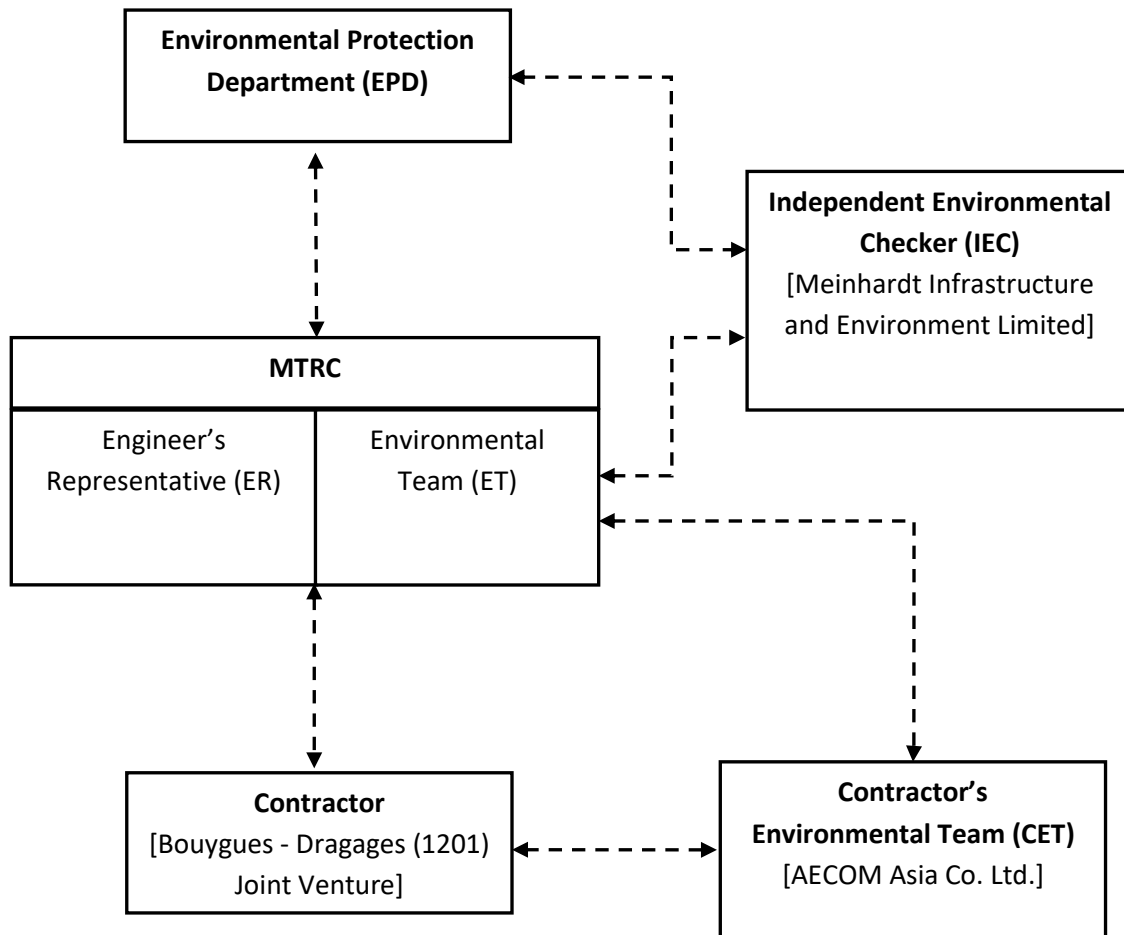 Environmental Protection
Department (EPD)
Independent Environmental
Checker (IEC)
[Meinhardt Infrastructure
and Environment Limited]
MTRC
Engineer’s
Representative (ER)
Environmental
Team (ET)
Contractor
[Bouygues - Dragages (1201)
Joint Venture]
Contractor’s
Environmental Team (CET)
[AECOM Asia Co. Ltd.]